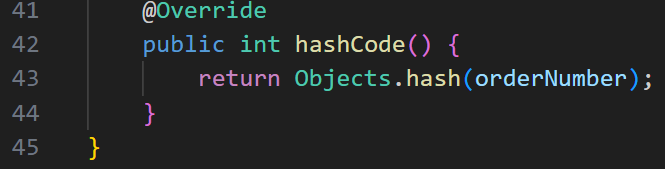 41 @Override
42 public int hashCode() {
43 return Objects.hash(orderNumber);
44 }
45 }